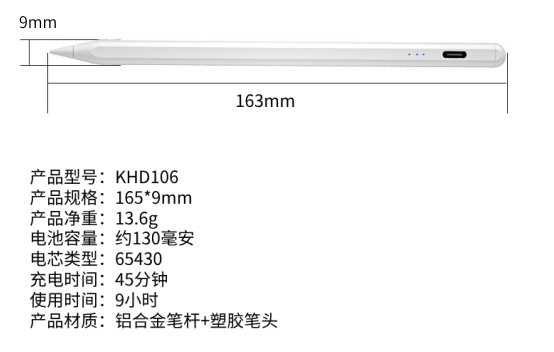 9mm
163mm
产品型号：KHD106
产品规格：165*9mm
产品净重：13.6g
电池容量：约130毫安
电芯类型：65430
充电时间：45分钟
使用时间：9小时
产品材质：铝合金笔杆+塑胶笔头